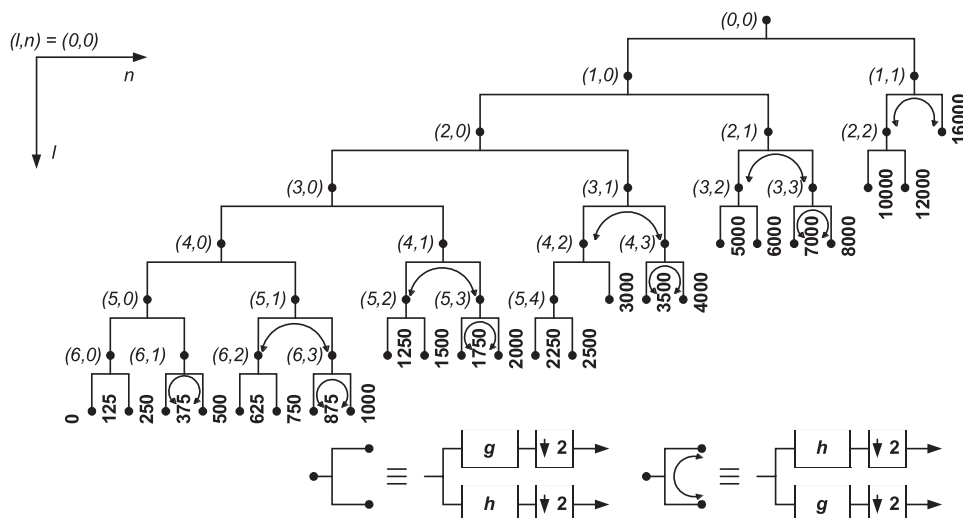 (0,0)
(l,n) = (0,0)
n
l
(1,0) (1,1)
(2,0) (2,1) (2,2)
16000
(3,0) (3,1) (3,2) (3,3)
10000 12000
(4,0) (4,1) (4,2) (4,3)
5000 6000 7000 8000
(5,0) (5,1) (5,2) (5,3) (5,4)
3000 3500 4000
(6,0) (6,1) (6,2) (6,3)
1250 1500 1750 2000 2250 2500
0 125 250 375 500 625 750 875 1000
g 2 h 2
≡ ≡
h 2 g 2